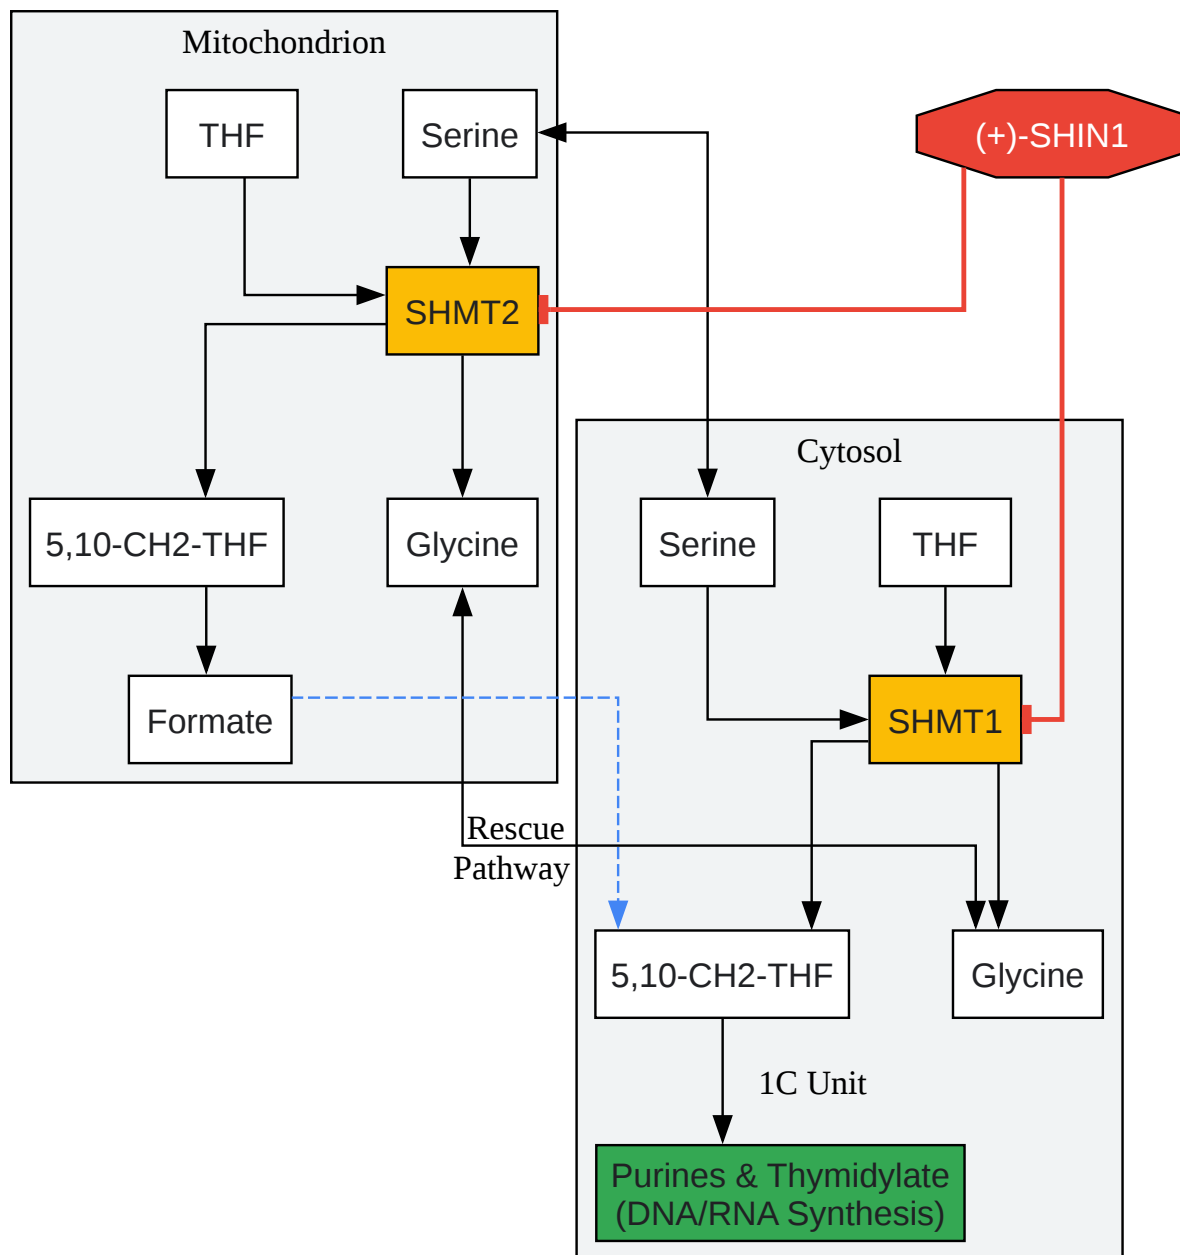 Mitochondrion
THF
Serine
(+)-SHIN1
SHMT2
Cytosol
5,10-CH2-THF
Glycine
Serine
THF
Formate
SHMT1
Rescue
Pathway
5,10-CH2-THF
Glycine
1C Unit
Purines & Thymidylate
(DNA/RNA Synthesis)